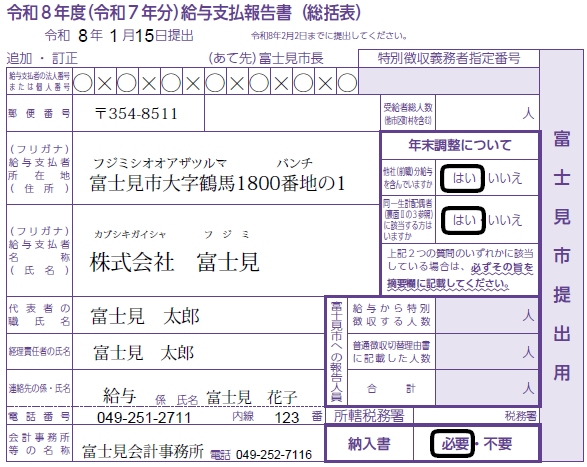 令和８年度(令和７年分)給与支払報告書（総括表）
令和 8 年 1 月15日提出 令和8年2月2日までに提出してください。
追加・訂正 (あて先)富士見市長 特別徴収義務者指定番号
給与支払者の法人番号または個人番号 ○×○×○×○×○×○×○
郵便番号 〒354-8511 受給者総人数(他市区町村を含む) 人
(フリガナ) フジミシオオアザツルマ バンチ
給与支払者所在地(住所) 富士見市大字鶴馬1800番地の1
年末調整について
他社(前職)分給与を含んでいますか はい・いいえ
同一生計配偶者(裏面Ⅱの3参照)に該当する方はいますか はい・いいえ
上記２つの質問のいずれかに該当している場合は、必ずその旨を摘要欄に記載してください。
(フリガナ) カブシキガイシャ フジミ
給与支払者名称(氏名) 株式会社 富士見
代表者の職氏名 富士見 太郎
経理責任者の氏名 富士見 太郎
連絡先の係・氏名 給与 係 氏名 富士見 花子
電話番号 049-251-2711 内線 123 番
会計事務所等の名称 富士見会計事務所 電話 049-252-7116
富士見市への報告人員
給与から特別徴収する人数 人
普通徴収切替理由書に記載した人数 人
合計 人
所轄税務署 税務署
納入書 必要・不要
富士見市提出用